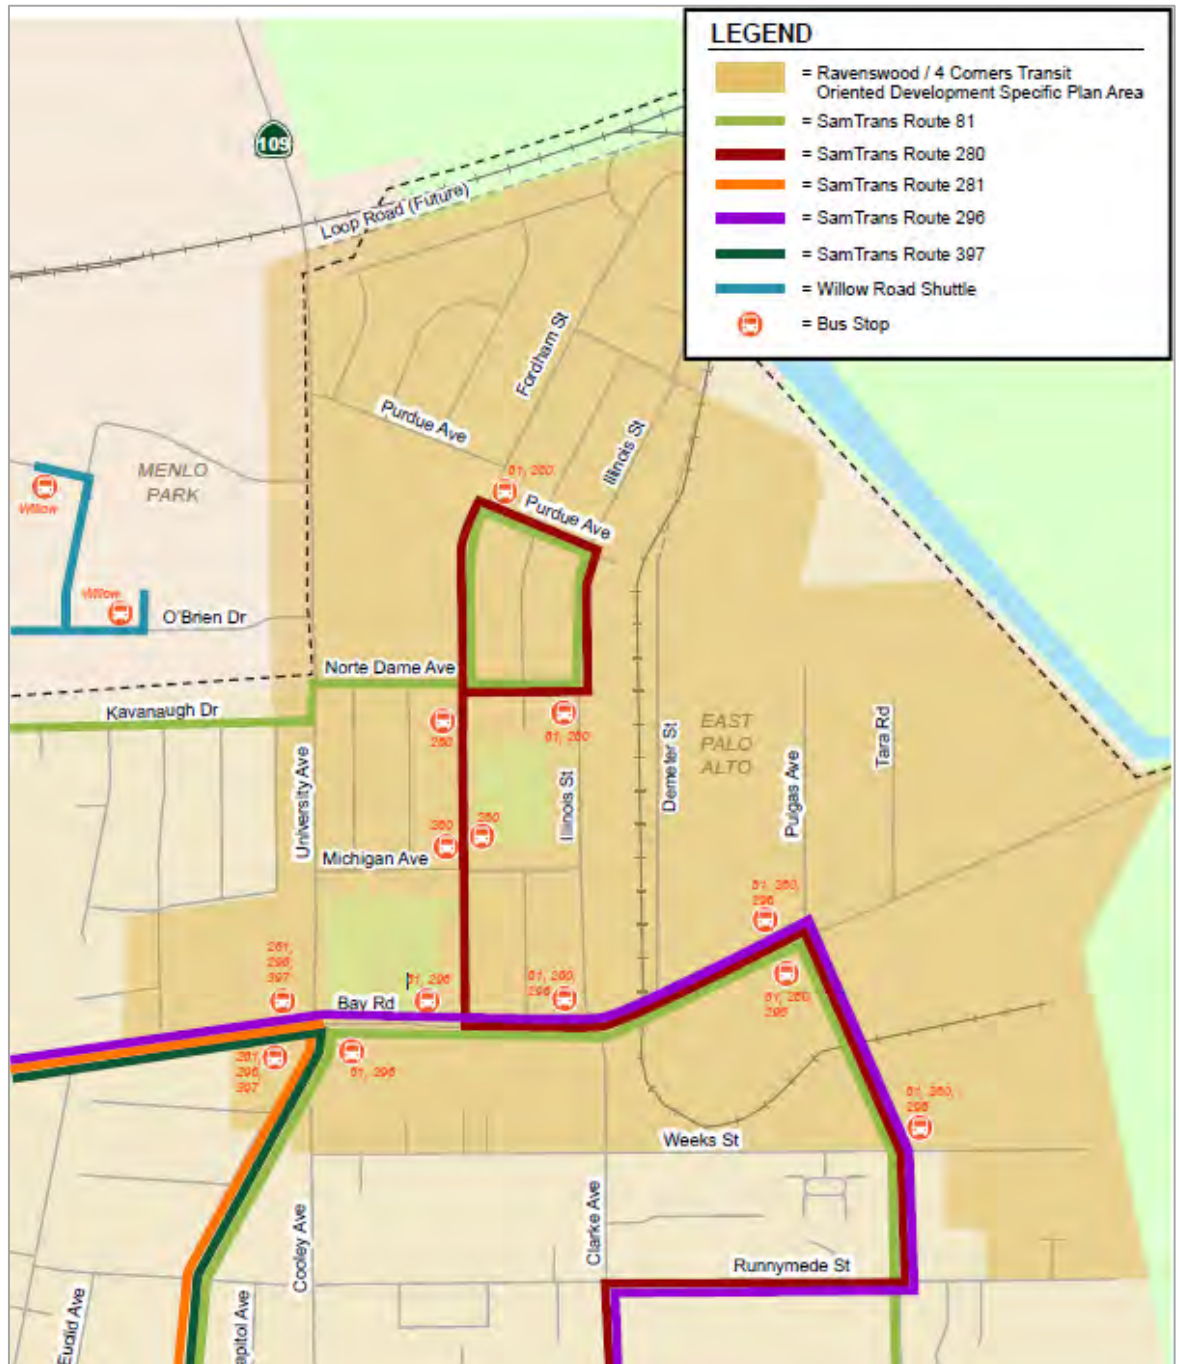 LEGEND
= Ravenswood / 4 Corners Transit
Oriented Development Specific Plan Area
= SamTrans Route 81
= SamTrans Route 280
= SamTrans Route 281
= SamTrans Route 296
= SamTrans Route 397
= Willow Road Shuttle
= Bus Stop
109
Loop Road (Future)
Fordham St
Purdue Ave
Illinois St
MENLO
PARK
81, 280
Purdue Ave
Willow
Willow
O'Brien Dr
Norte Dame Ave
Kavanaugh Dr
280
81, 280
EAST
PALO
ALTO
University Ave
Illinois St
Demeter St
Pulgas Ave
Tara Rd
280
280
Michigan Ave
81, 280,
296
281,
296,
397
81, 296
81, 280,
296
Bay Rd
81, 280,
296
281,
296,
397
81, 296
81, 280,
296
Weeks St
Cooley Ave
Clarke Ave
Runnymede St
Euclid Ave
apitol Ave